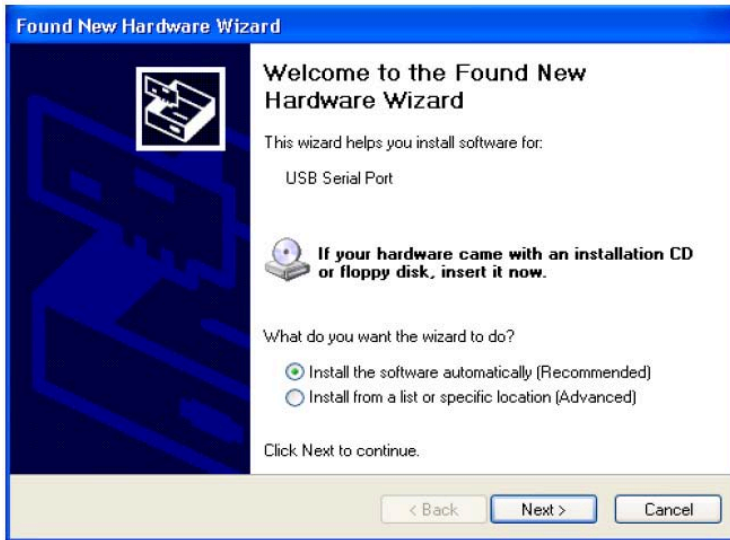 Found New Hardware Wizard
Welcome to the Found New
Hardware Wizard
This wizard helps you install software for:
USB Serial Port
If your hardware came with an installation CD
or floppy disk, insert it now.
What do you want the wizard to do?
Install the software automatically (Recommended)
Install from a list or specific location (Advanced)
Click Next to continue.
< Back Next > Cancel